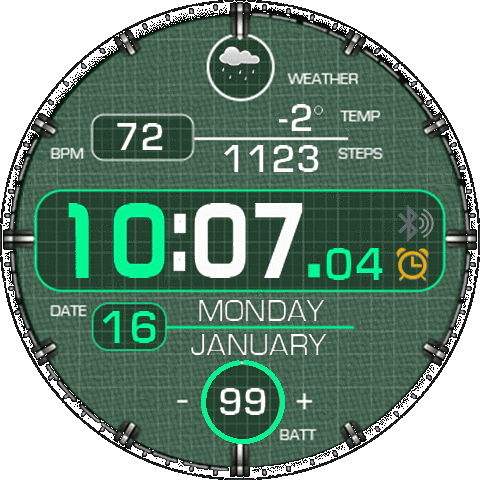 WEATHER
-2° TEMP
BPM 72
1123 STEPS
10:07.04
DATE 16 MONDAY
JANUARY
- 99 +
BATT